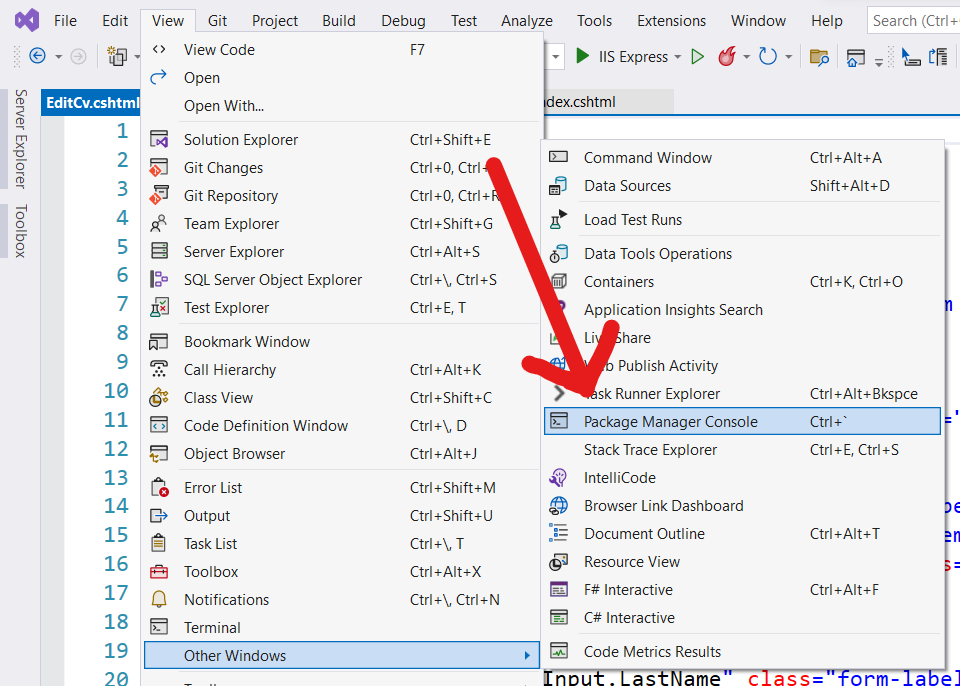 File Edit View Git Project Build Debug Test Analyze Tools Extensions Window Help Search (Ctrl+
IIS Express
EditCv.cshtml
dex.cshtml
Server Explorer
Toolbox
1
2
3
4
5
6
7
8
9
10
11
12
13
14
15
16
17
18
19
20
View Code F7
Open
Open With...
Solution Explorer Ctrl+Shift+E
Git Changes Ctrl+0, Ctrl+
Git Repository Ctrl+0, Ctrl+R
Team Explorer Ctrl+Shift+G
Server Explorer Ctrl+Alt+S
SQL Server Object Explorer Ctrl+\, Ctrl+S
Test Explorer Ctrl+E, T
Bookmark Window
Call Hierarchy Ctrl+Alt+K
Class View Ctrl+Shift+C
Code Definition Window Ctrl+\, D
Object Browser Ctrl+Alt+J
Error List Ctrl+Shift+M
Output Ctrl+Shift+U
Task List Ctrl+\, T
Toolbox Ctrl+Alt+X
Notifications Ctrl+\, Ctrl+N
Terminal
Other Windows
Command Window Ctrl+Alt+A
Data Sources Shift+Alt+D
Load Test Runs
Data Tools Operations
Containers Ctrl+K, Ctrl+O
Application Insights Search
Live Share
Web Publish Activity
Task Runner Explorer Ctrl+Alt+Bkspce
Package Manager Console Ctrl+`
Stack Trace Explorer Ctrl+E, Ctrl+S
IntelliCode
Browser Link Dashboard
Document Outline Ctrl+Alt+T
Resource View
F# Interactive Ctrl+Alt+F
C# Interactive
Code Metrics Results
Input.LastName" class="form-label